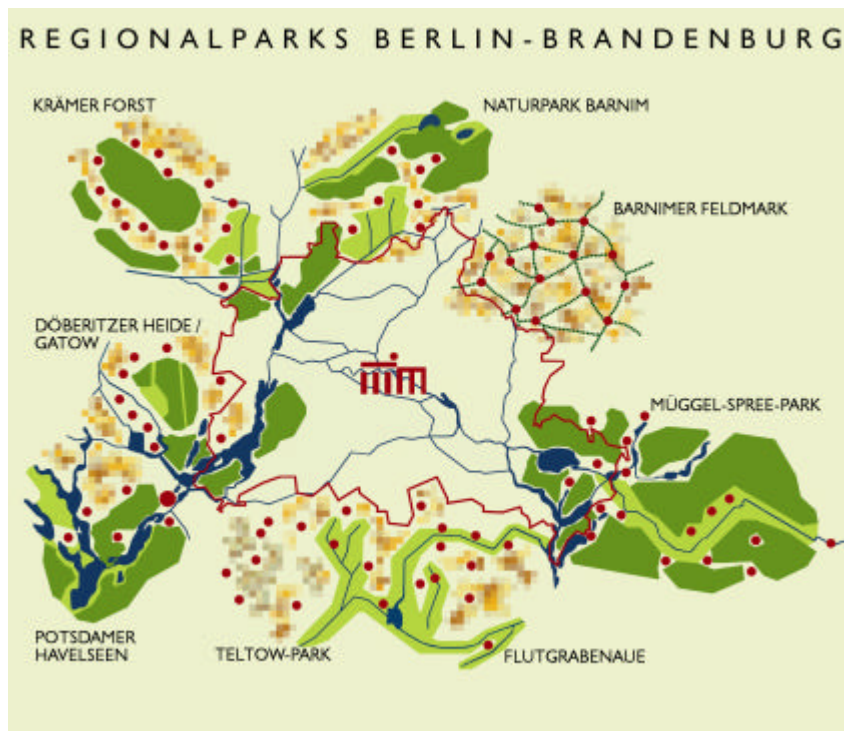 REGIONALPARKS BERLIN-BRANDENBURG
KRÄMER FORST
NATURPARK BARNIM
BARNIMER FELDMARK
DÖBERITZER HEIDE /
GATOW
MÜGGEL-SPREE-PARK
POTSDAMER
HAVELSEEN
TELTOW-PARK
FLUTGRABENAUE